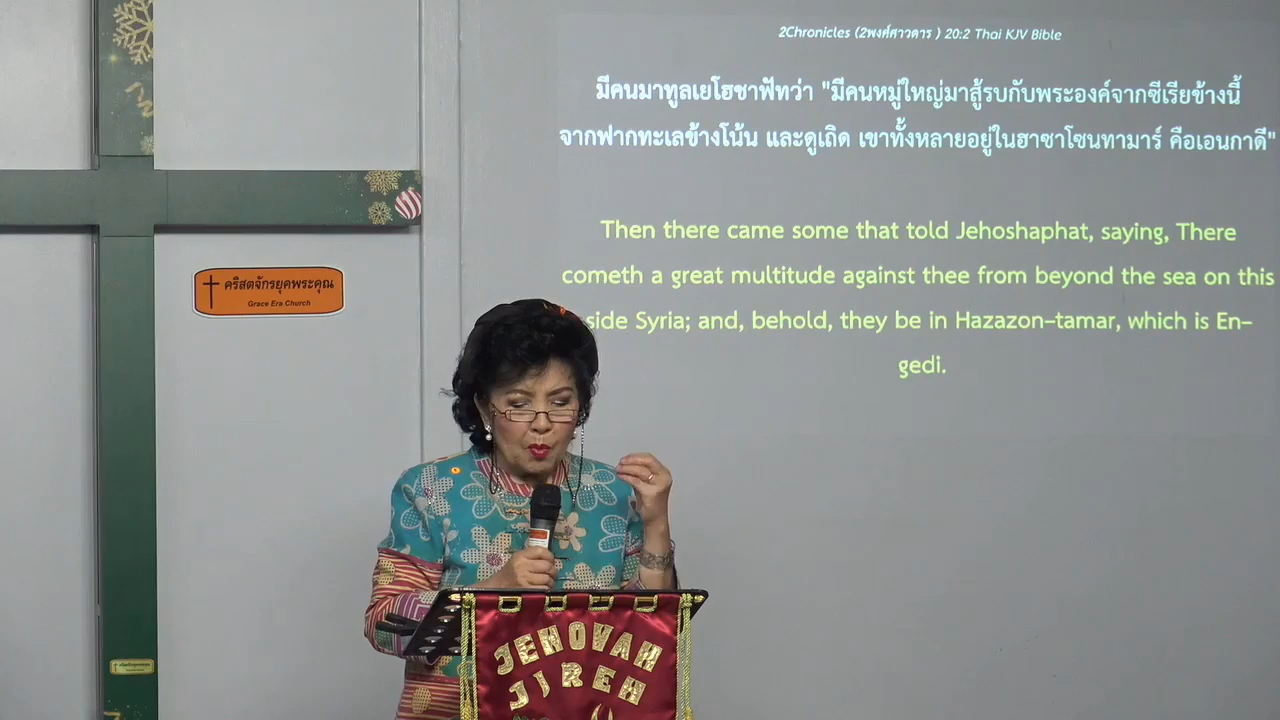 2Chronicles (2พงศ์ศาวดาร ) 20:2 Thai KJV Bible
มีคนมาทูลเยโฮชาฟัทว่า "มีคนหมู่ใหญ่มาสู้รบกับพระองค์จากซีเรียข้างนี้
จากฟากทะเลข้างโน้น และดูเถิด เขาทั้งหลายอยู่ในฮาซาโซนทามาร์ คือเอนกาดี"
Then there came some that told Jehoshaphat, saying, There
cometh a great multitude against thee from beyond the sea on this
side Syria; and, behold, they be in Hazazon-tamar, which is En-
gedi.
คริสตจักรยุคพระคุณ
Grace Era Church
JEHOVAH
JIREH